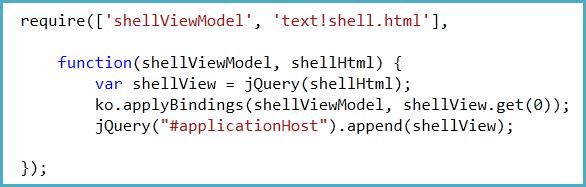 require(['shellViewModel', 'text!shell.html'],
function(shellViewModel, shellHtml) {
var shellView = jQuery(shellHtml);
ko.applyBindings(shellViewModel, shellView.get(0));
jQuery("#applicationHost").append(shellView);
});